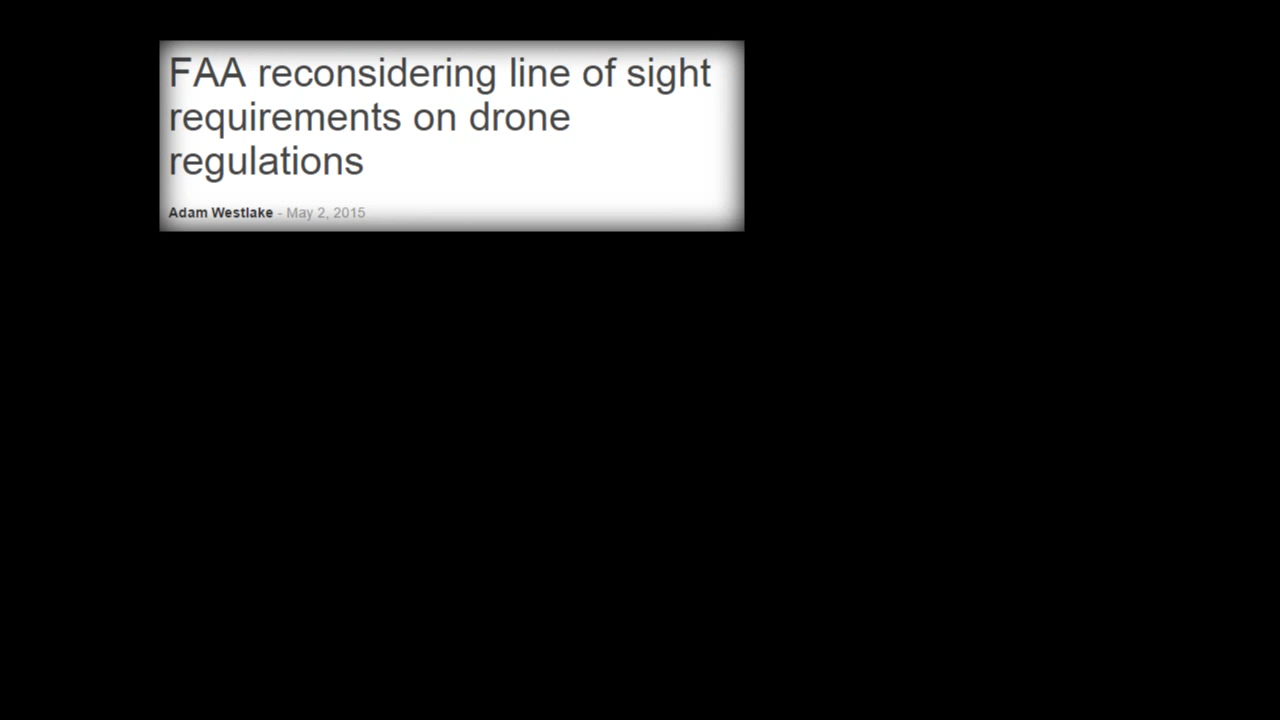 FAA reconsidering line of sight
requirements on drone
regulations
Adam Westlake - May 2, 2015